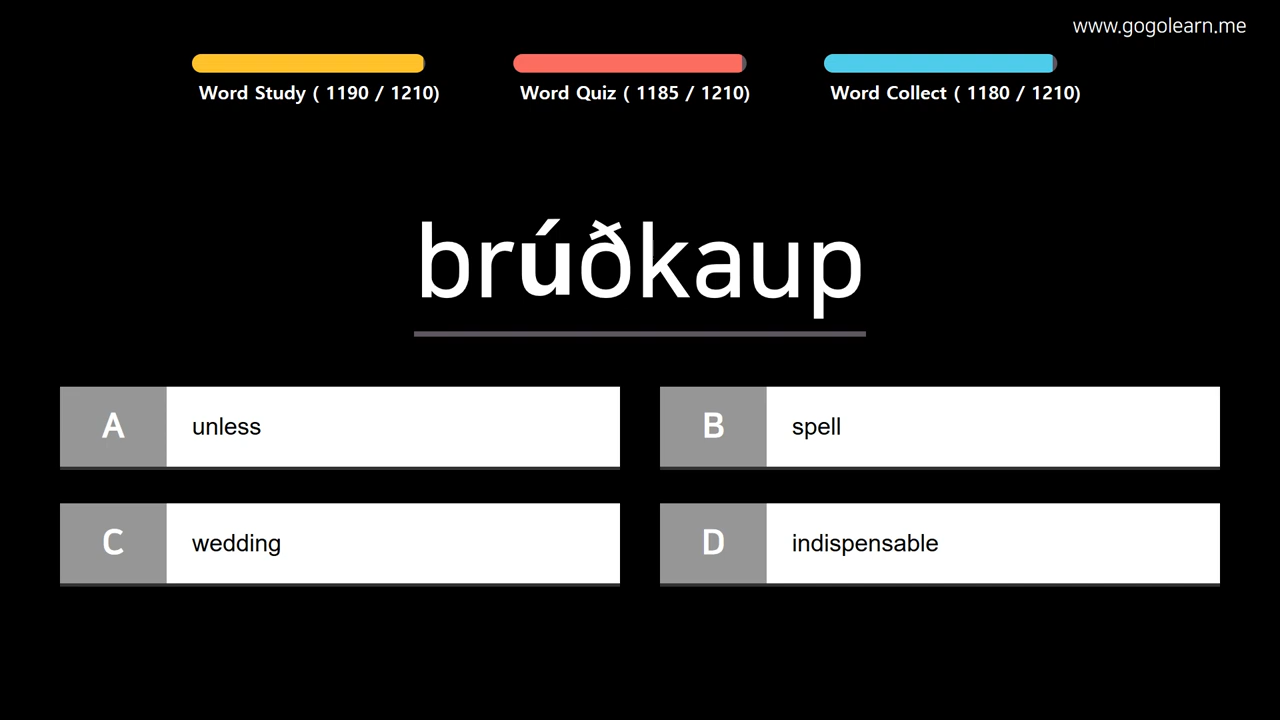 www.gogolearn.me
Word Study ( 1190 / 1210)
Word Quiz ( 1185 / 1210)
Word Collect ( 1180 / 1210)
brúðkaup
A unless
B spell
C wedding
D indispensable